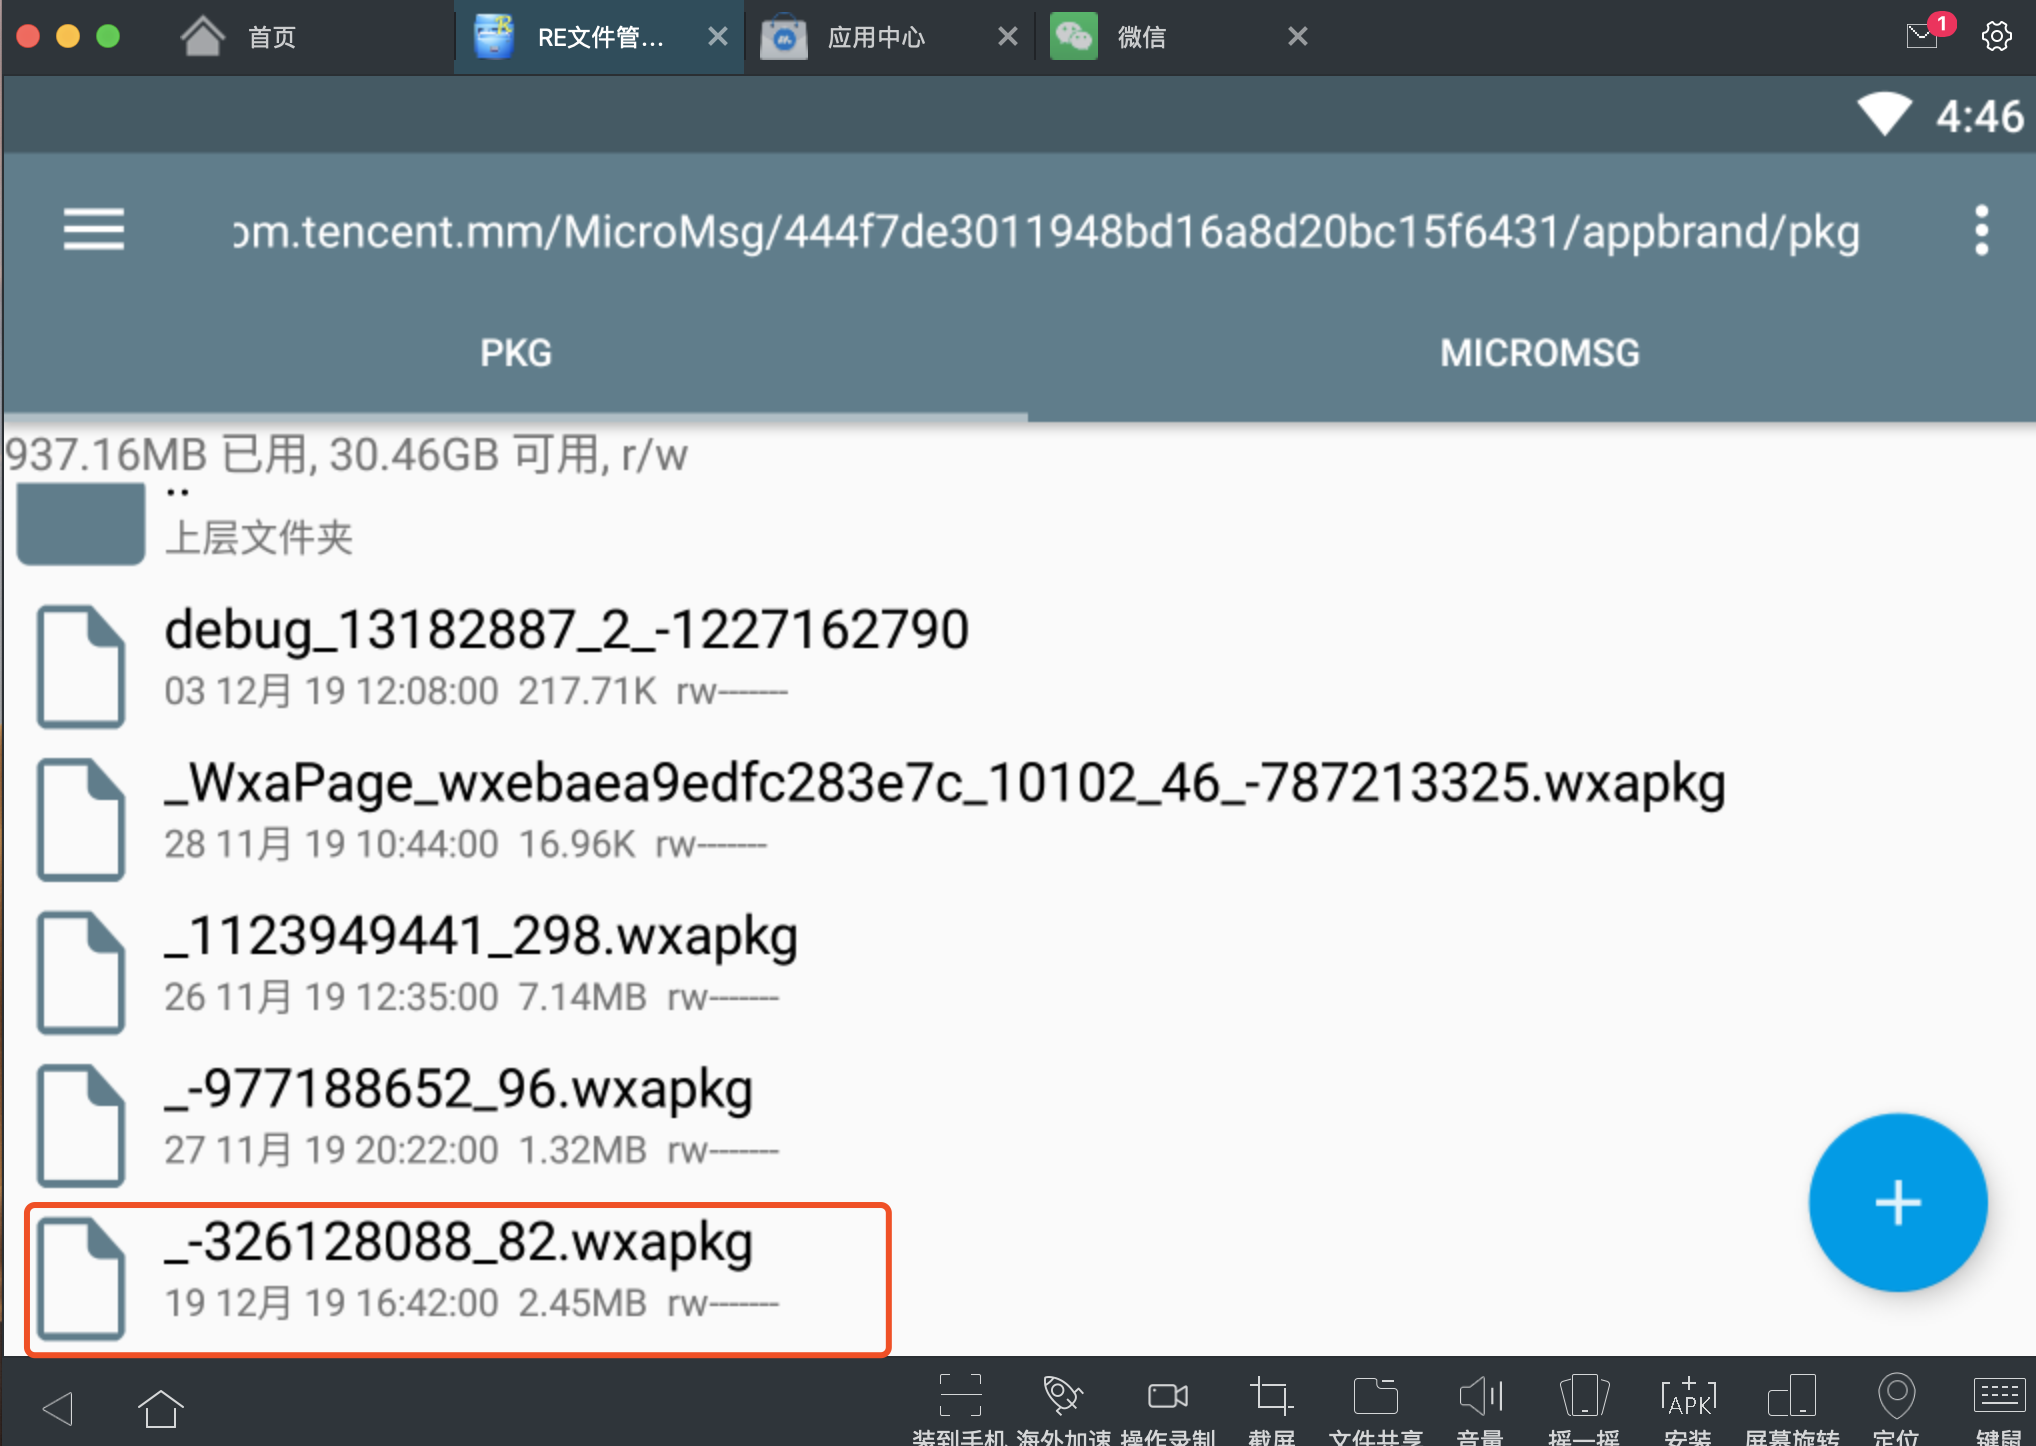 首页
RE文件管...
应用中心
微信
1
4:46
om.tencent.mm/MicroMsg/444f7de3011948bd16a8d20bc15f6431/appbrand/pkg
PKG
MICROMSG
937.16MB 已用, 30.46GB 可用, r/w
..
上层文件夹
debug_13182887_2_-1227162790
03 12月 19 12:08:00 217.71K rw-------
_WxaPage_wxebaea9edfc283e7c_10102_46_-787213325.wxapkg
28 11月 19 10:44:00 16.96K rw-------
_1123949441_298.wxapkg
26 11月 19 12:35:00 7.14MB rw-------
_-977188652_96.wxapkg
27 11月 19 20:22:00 1.32MB rw-------
_-326128088_82.wxapkg
19 12月 19 16:42:00 2.45MB rw-------
APK
装到手机 海外加速 操作录制 截屏 文件共享 音量 摇一摇 安装 屏幕旋转 定位 键鼠